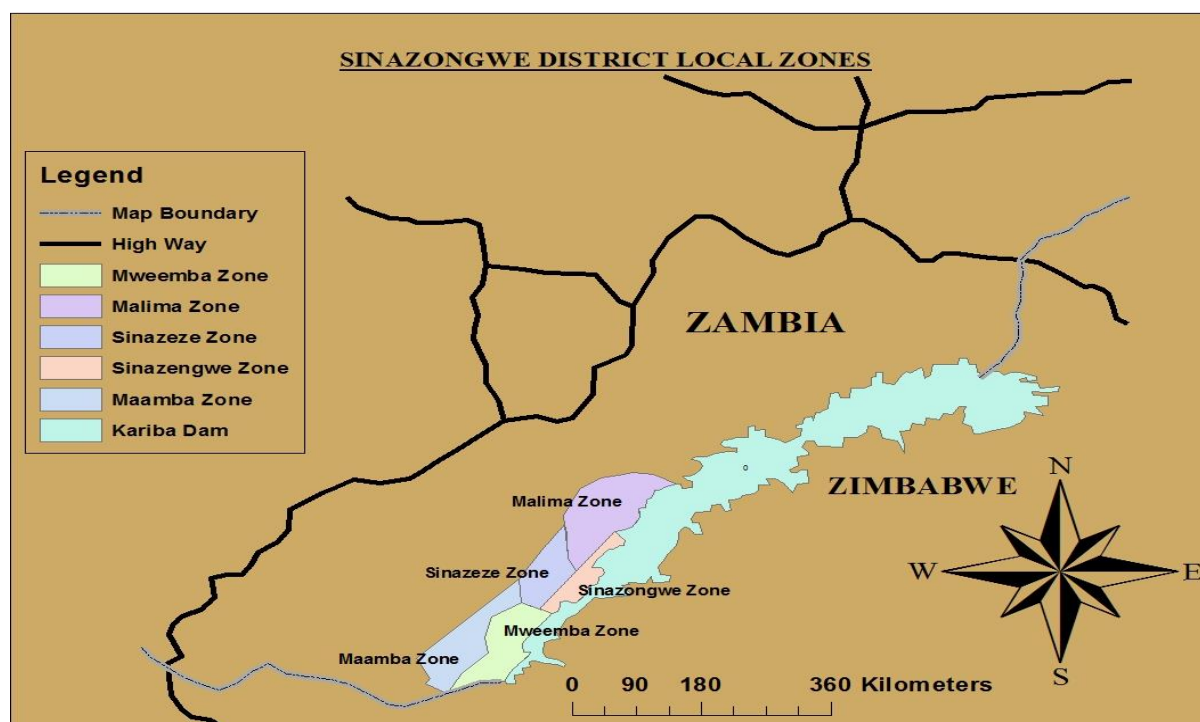 SINAZONGWE DISTRICT LOCAL ZONES
Legend
Map Boundary
High Way
Mweemba Zone
Malima Zone
Sinazeze Zone
Sinazengwe Zone
Maamba Zone
Kariba Dam
ZAMBIA
ZIMBABWE
Malima Zone
Sinazeze Zone
Sinazongwe Zone
Mweemba Zone
Maamba Zone
N
W
E
S
0 90 180 360 Kilometers